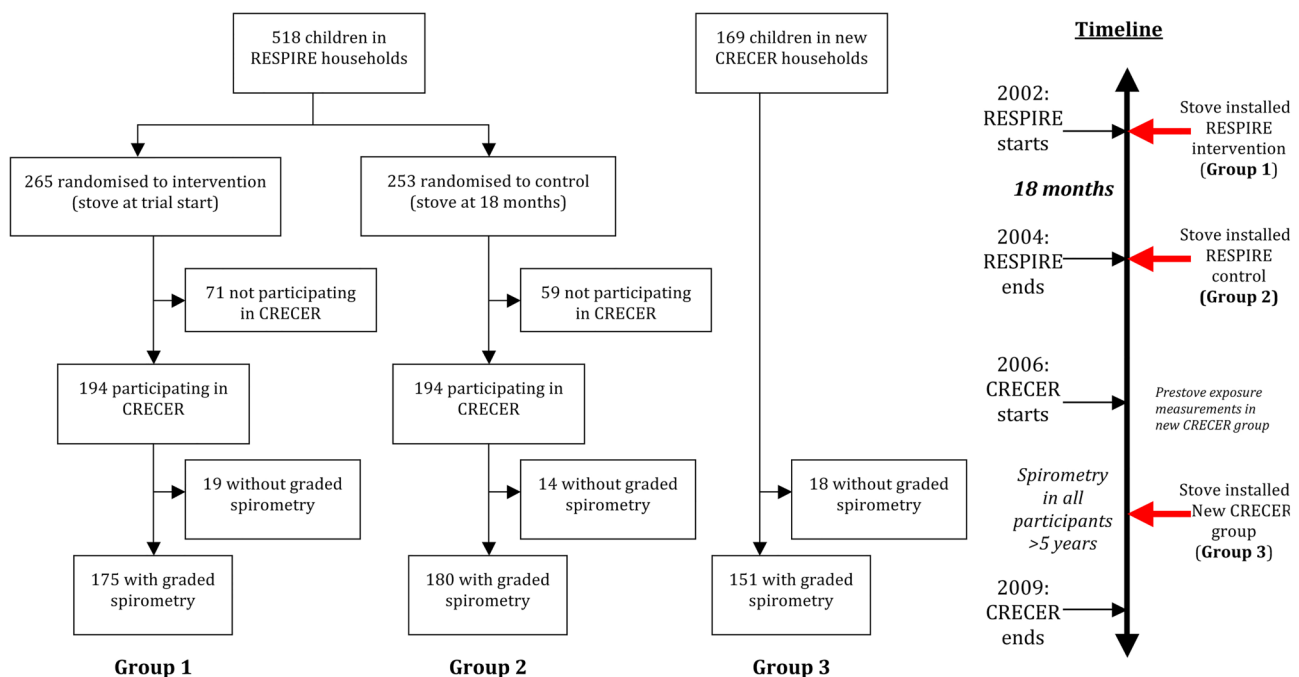 518 children in
RESPIRE households
169 children in new
CRECER households
265 randomised to intervention
(stove at trial start)
253 randomised to control
(stove at 18 months)
71 not participating
in CRECER
59 not participating
in CRECER
194 participating in
CRECER
194 participating in
CRECER
19 without graded
spirometry
14 without graded
spirometry
18 without graded
spirometry
175 with graded
spirometry
180 with graded
spirometry
151 with graded
spirometry
Group 1
Group 2
Group 3
Timeline
2002:
RESPIRE
starts
Stove installed
RESPIRE
intervention
(Group 1)
18 months
2004:
RESPIRE
ends
Stove installed
RESPIRE
control
(Group 2)
2006:
CRECER
starts
Prestove exposure
measurements in
new CRECER group
Spirometry
in all
participants
>5 years
Stove installed
New CRECER
group
(Group 3)
2009:
CRECER
ends